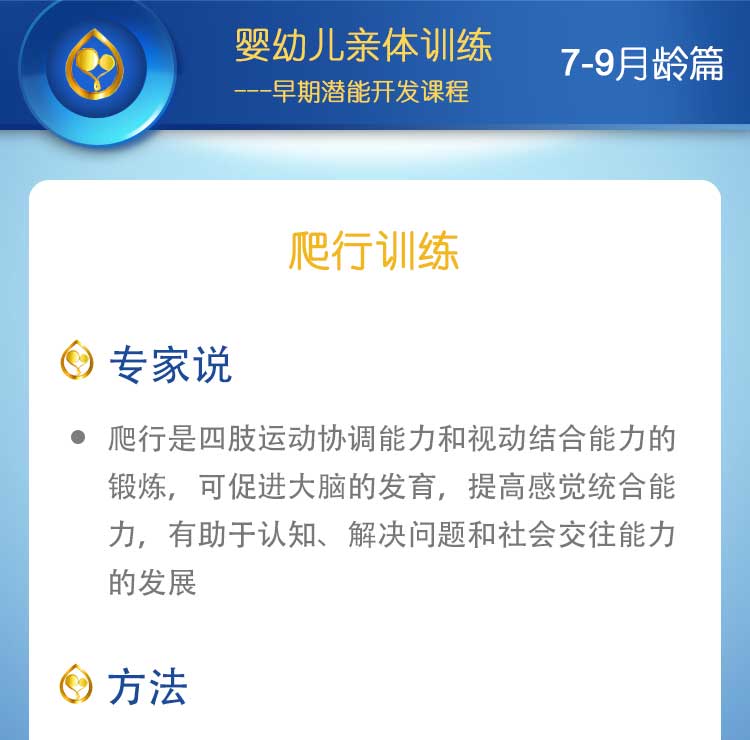 婴幼儿亲体训练
---早期潜能开发课程
7-9月龄篇
爬行训练
专家说
● 爬行是四肢运动协调能力和视动结合能力的
锻炼，可促进大脑的发育，提高感觉统合能
力，有助于认知、解决问题和社会交往能力
的发展
方法